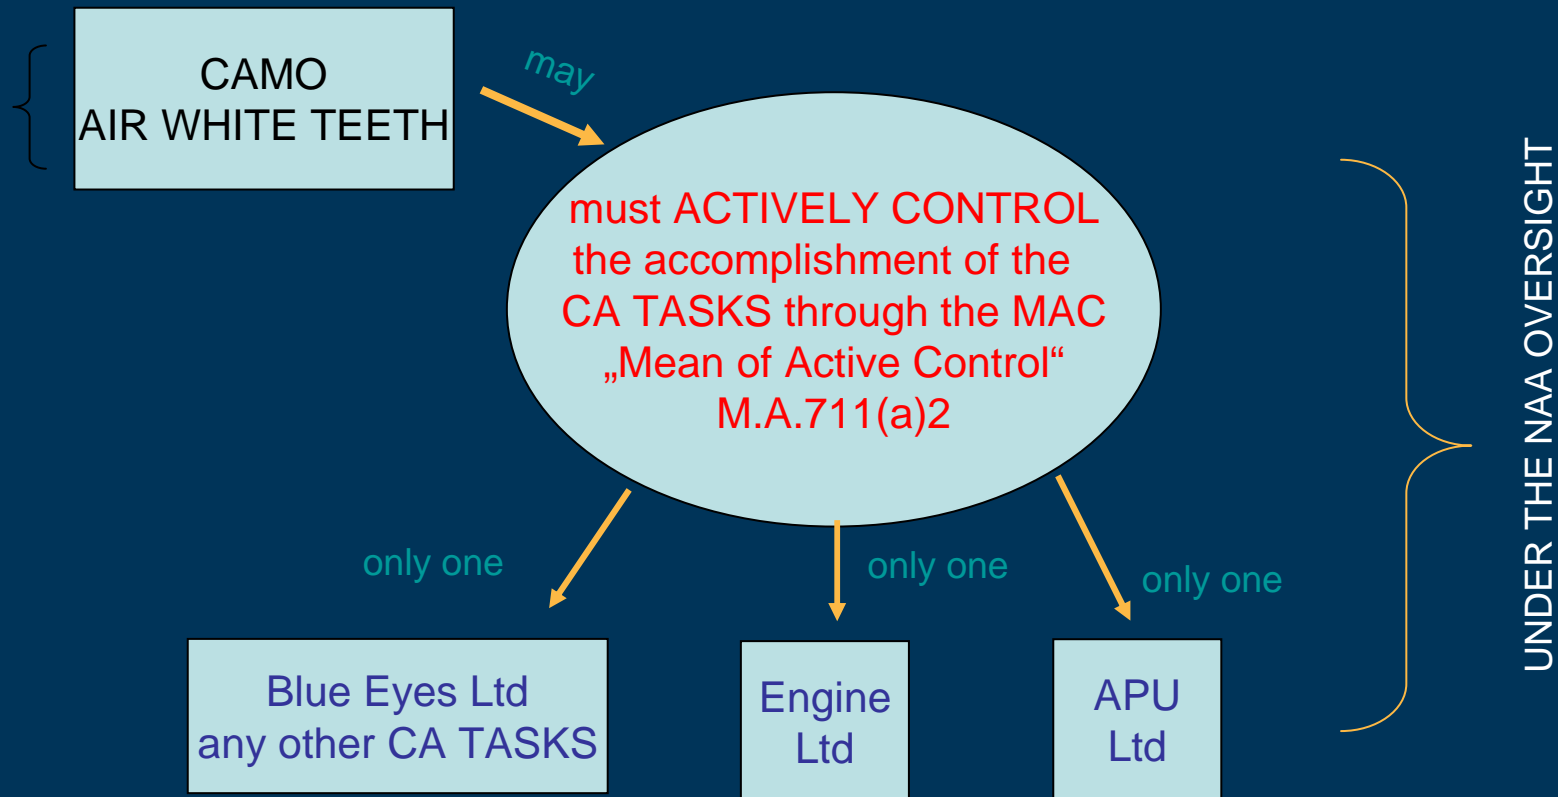 CAMO
AIR WHITE TEETH
may
must ACTIVELY CONTROL
the accomplishment of the
CA TASKS through the MAC
„Mean of Active Control“
M.A.711(a)2
only one
only one
only one
Blue Eyes Ltd
any other CA TASKS
Engine
Ltd
APU
Ltd
UNDER THE NAA OVERSIGHT